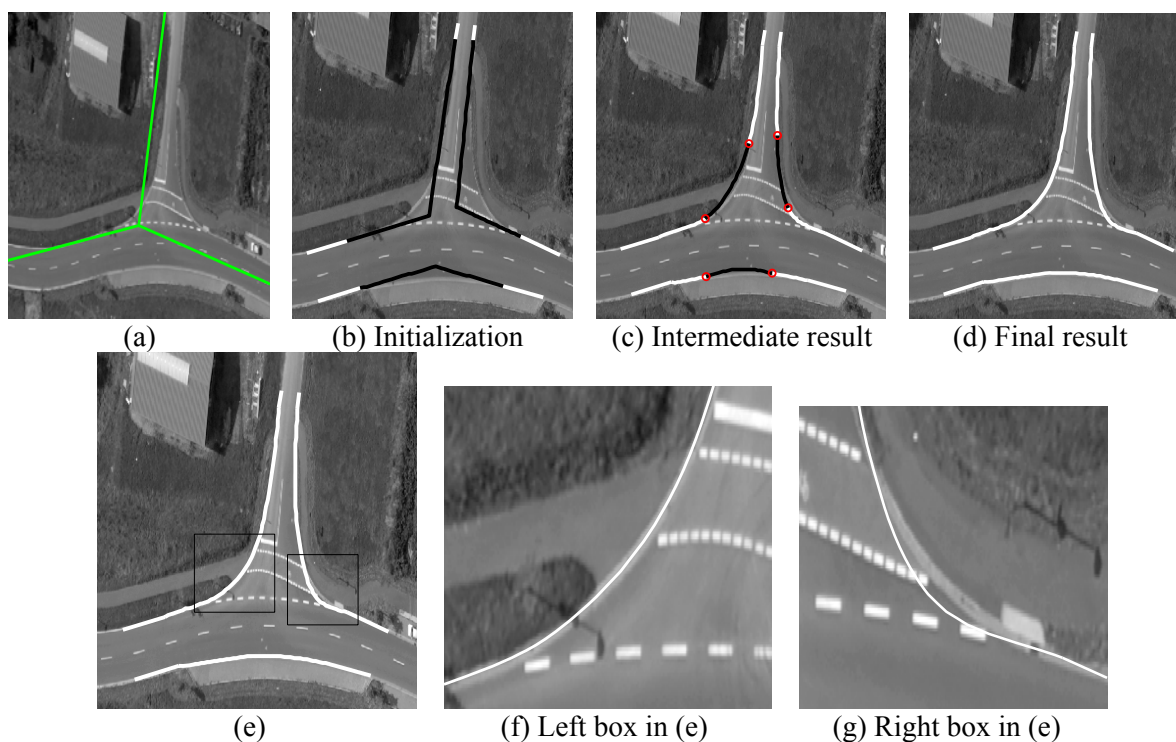 (a)
(b) Initialization
(c) Intermediate result
(d) Final result
(e)
(f) Left box in (e)
(g) Right box in (e)